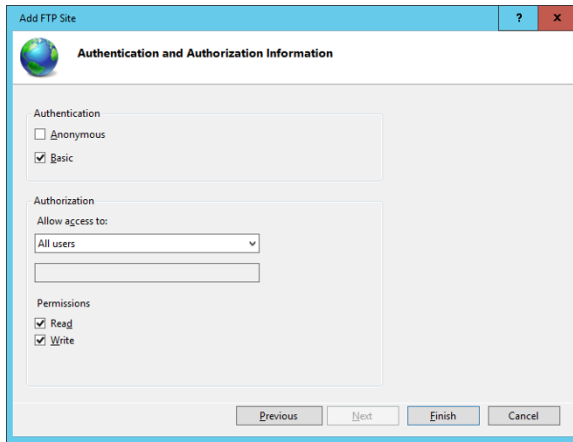 Add FTP Site
? x
Authentication and Authorization Information
Authentication
Anonymous
Basic
Authorization
Allow access to:
All users
Permissions
Read
Write
Previous Next Finish Cancel